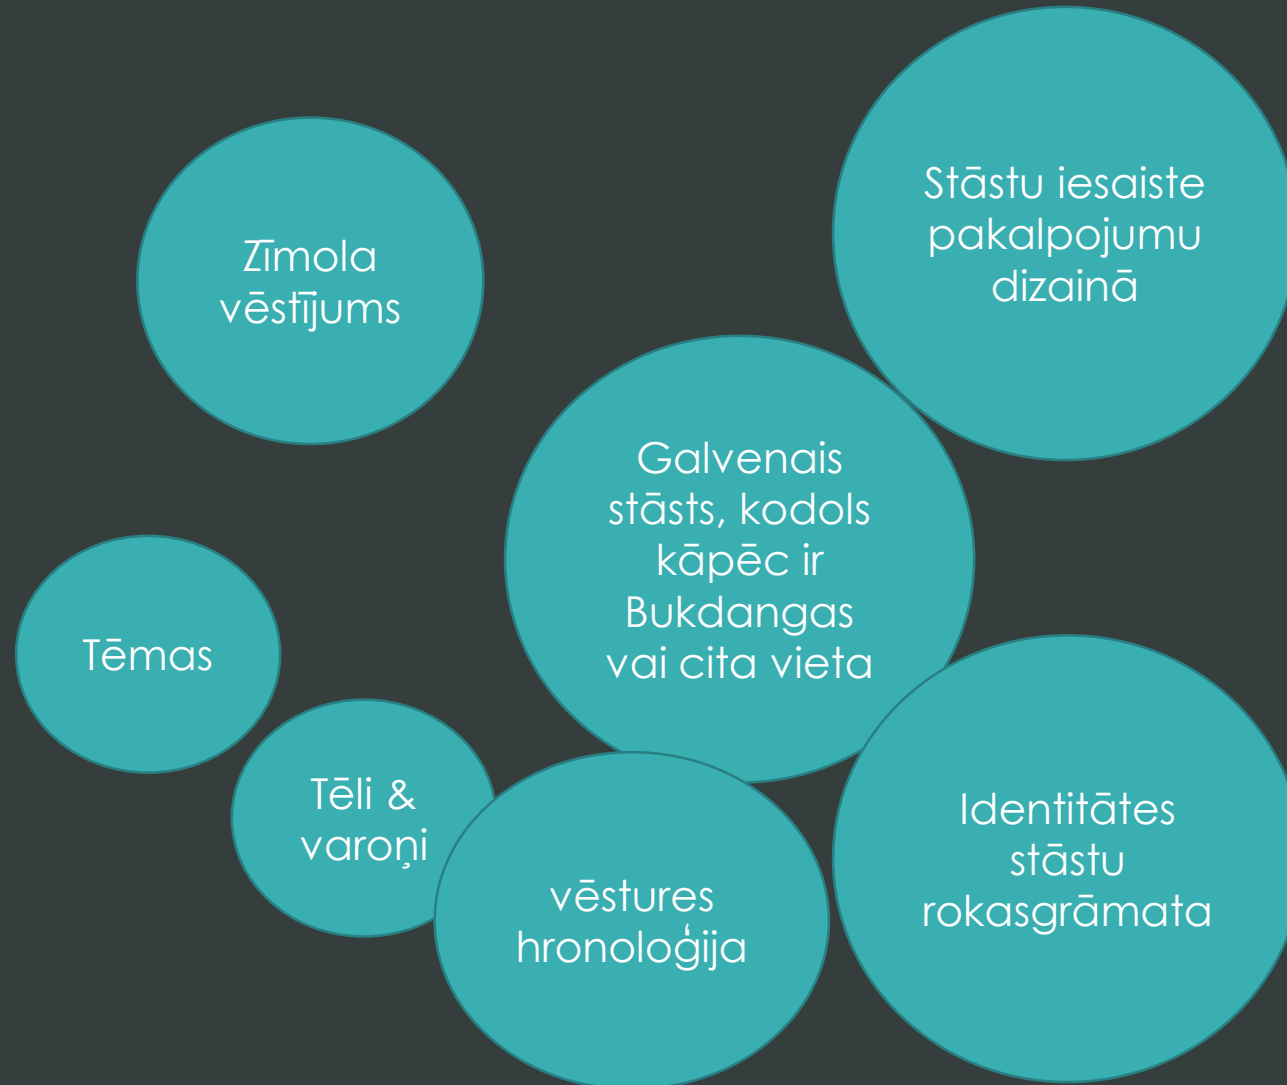 Zīmola
vēstījums
Stāstu iesaiste
pakalpojumu
dizainā
Galvenais
stāsts, kodols
kāpēc ir
Bukdangas
vai cita vieta
Tēmas
Tēli &
varoņi
vēstures
hronoloģija
Identitātes
stāstu
rokasgrāmata